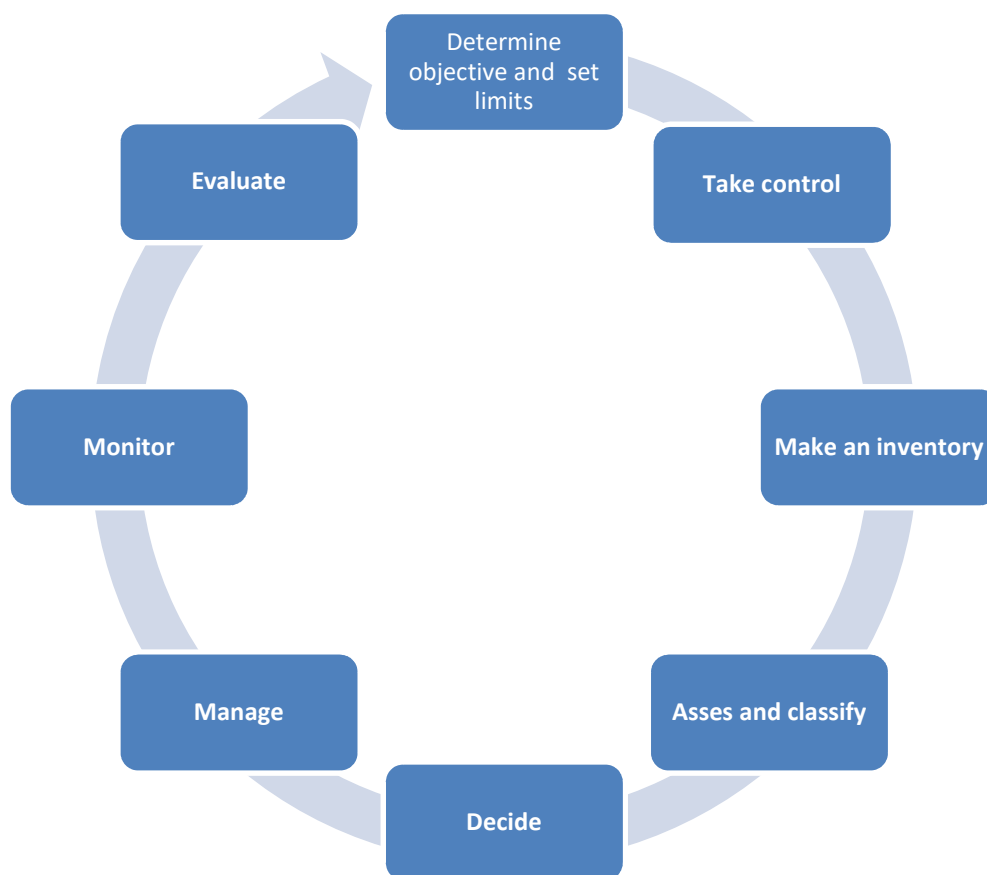 Determine
objective and  set
limits
Take control
Make an inventory
Asses and classify
Decide
Manage
Monitor
Evaluate